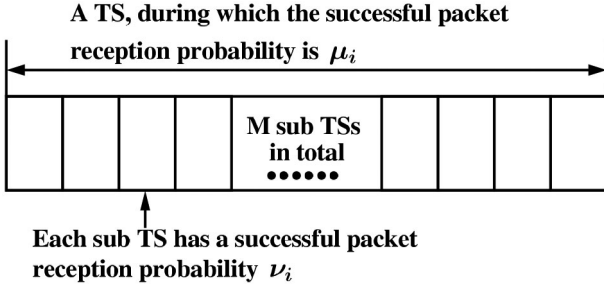 A TS, during which the successful packet
reception probability is μᵢ
M sub TSs
in total
••••••
Each sub TS has a successful packet
reception probability νᵢ